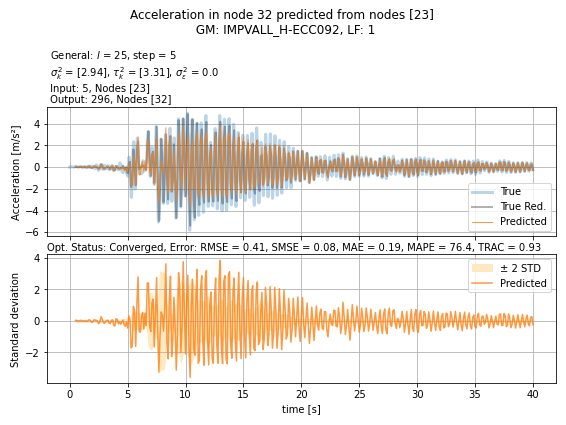 Acceleration in node 32 predicted from nodes [23]
GM: IMPVALL_H-ECC092, LF: 1
General: l = 25, step = 5
σ²ₖ = [2.94], τ²ₖ = [3.31], σ²ε = 0.0
Input: 5, Nodes [23]
Output: 296, Nodes [32]
Acceleration [m/s²]
4
2
0
−2
−4
−6
True
True Red.
Predicted
Opt. Status: Converged, Error: RMSE = 0.41, SMSE = 0.08, MAE = 0.19, MAPE = 76.4, TRAC = 0.93
Standard deviation
4
2
0
−2
± 2 STD
Predicted
0 5 10 15 20 25 30 35 40
time [s]